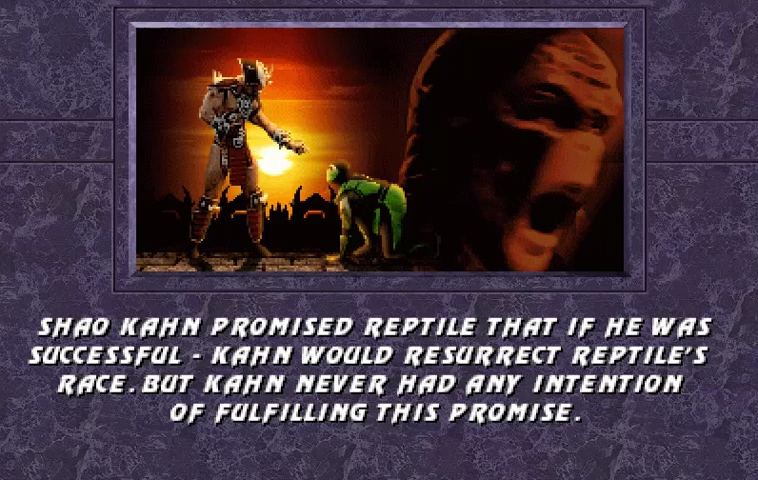 SHAO KAHN PROMISED REPTILE THAT IF HE WAS
SUCCESSFUL - KAHN WOULD RESURRECT REPTILE'S
RACE. BUT KAHN NEVER HAD ANY INTENTION
OF FULFILLING THIS PROMISE.